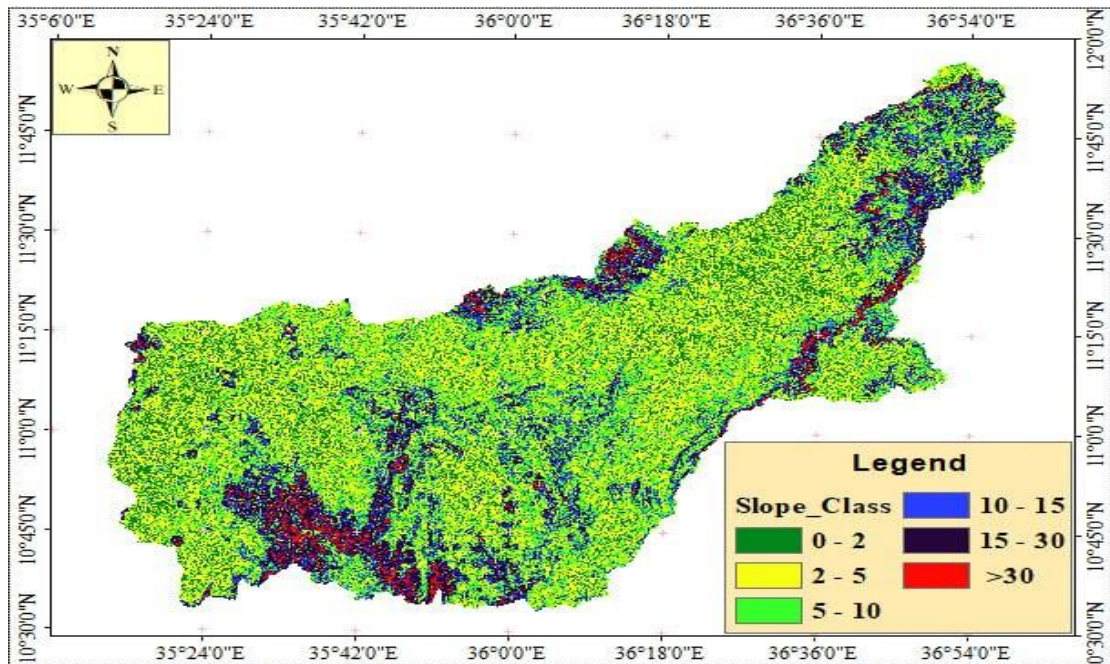 35°6'0"E 35°24'0"E 35°42'0"E 36°0'0"E 36°18'0"E 36°36'0"E 36°54'0"E
12°0'0"N
N
W E
S
11°45'0"N 11°45'0"N
11°30'0"N 11°30'0"N
11°15'0"N 11°15'0"N
11°0'0"N 11°0'0"N
10°45'0"N 10°45'0"N
10°30'0"N 10°30'0"N
Legend
Slope_Class
0 - 2
2 - 5
5 - 10
10 - 15
15 - 30
>30
35°24'0"E 35°42'0"E 36°0'0"E 36°18'0"E 36°36'0"E 36°54'0"E